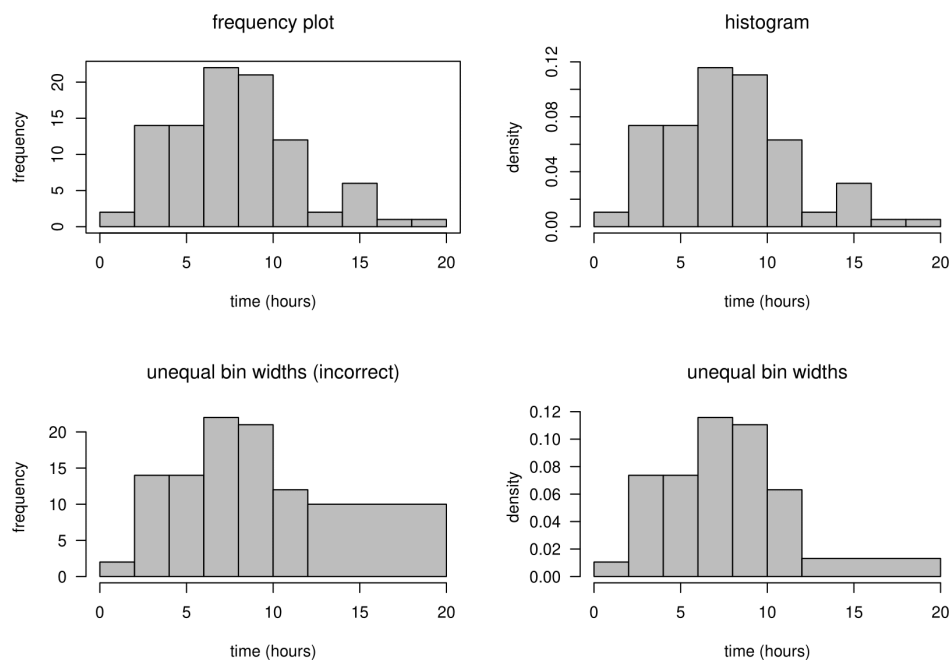 frequency plot
frequency
0
5
10
15
20
0 5 10 15 20
time (hours)
histogram
density
0.00
0.04
0.08
0.12
0 5 10 15 20
time (hours)
unequal bin widths (incorrect)
frequency
20
15
10
5
0
0 5 10 15 20
time (hours)
unequal bin widths
density
0.12
0.10
0.08
0.06
0.04
0.02
0.00
0 5 10 15 20
time (hours)